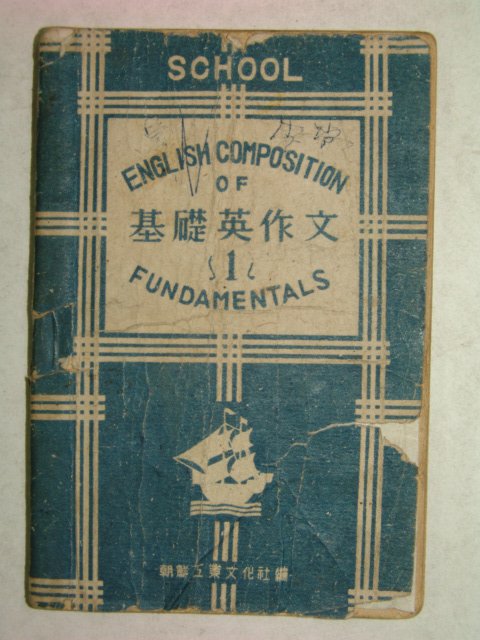 SCHOOL
ENGLISH COMPOSITION
OF
基礎英作文
1
FUNDAMENTALS
朝鮮工業文化社編